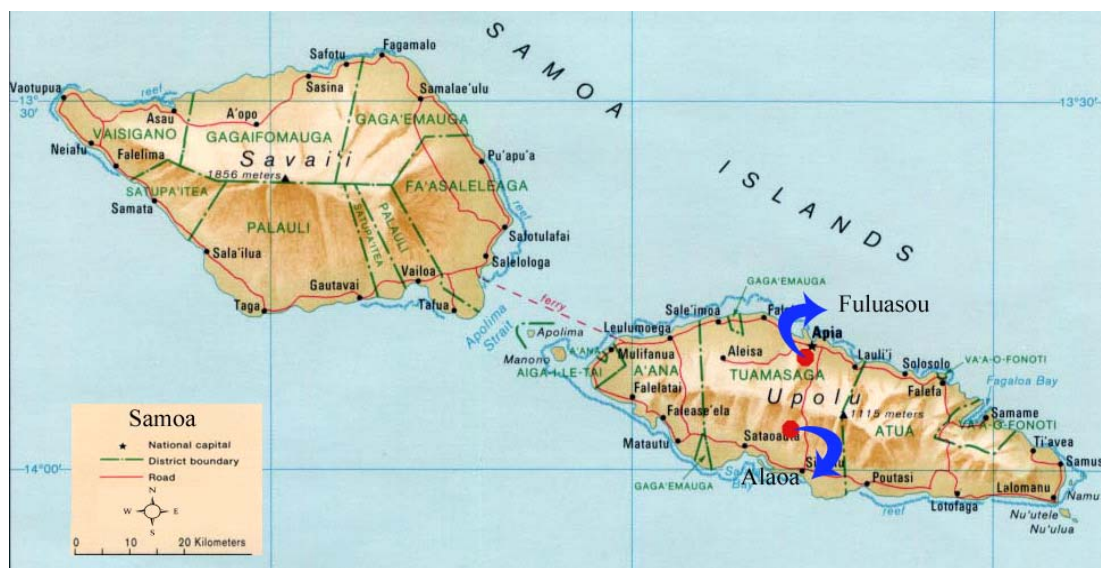 SAMOA
ISLANDS
Fagamalo
Safotu
Sasina
Vaotupua
13°
30'
reef
Asau
A'opo
Samalae'ulu
13°30'
GAGA'EMAUGA
VAISIGANO
GAGAIFOMAUGA
Neiafu
Savai'i
Falelima
1856 meters
Pu'apu'a
SATUPA'ITEA
FA'ASALELEAGA
Samata
PALAULI
SATUPA'ITEA
PALAULI
reef
Safotulafai
Sala'ilua
Salelologa
Vailoa
Gautavai
Taga
Tafua
ferry
Apolima
Strait
Apolima
Manono
GAGA'EMAUGA
Sale'imoa
Leulumoega
Fuluasou
Apia
A'ANA
Mulifanua
AIGA-I-LE-TAI
A'ANA
Aleisa
TUAMASAGA
Lauli'i
Solosolo
VA'A-O-FONOTI
Falelatai
Upolu
Falefa
Fagaloa Bay
Falease'ela
1115 meters
ATUA
Samame
VA'A-O-FONOTI
Matautu
Ti'avea
Alaoa
Samus
Bay
GAGA'EMAUGA
Poutasi
Lalomanu
Namu
Lotofaga
reef
Nu'utele
Nu'ulua
14°00'
Samoa
National capital
District boundary
Road
N
W E
S
0 10 20 Kilometers